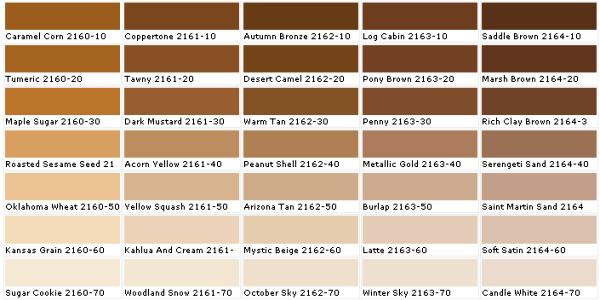 Caramel Corn 2160-10 Coppertone 2161-10 Autumn Bronze 2162-10 Log Cabin 2163-10 Saddle Brown 2164-10
Tumeric 2160-20 Tawny 2161-20 Desert Camel 2162-20 Pony Brown 2163-20 Marsh Brown 2164-20
Maple Sugar 2160-30 Dark Mustard 2161-30 Warm Tan 2162-30 Penny 2163-30 Rich Clay Brown 2164-3
Roasted Sesame Seed 21 Acorn Yellow 2161-40 Peanut Shell 2162-40 Metallic Gold 2163-40 Serengeti Sand 2164-40
Oklahoma Wheat 2160-50 Yellow Squash 2161-50 Arizona Tan 2162-50 Burlap 2163-50 Saint Martin Sand 2164
Kansas Grain 2160-60 Kahlua And Cream 2161- Mystic Beige 2162-60 Latte 2163-60 Soft Satin 2164-60
Sugar Cookie 2160-70 Woodland Snow 2161-70 October Sky 2162-70 Winter Sky 2163-70 Candle White 2164-70